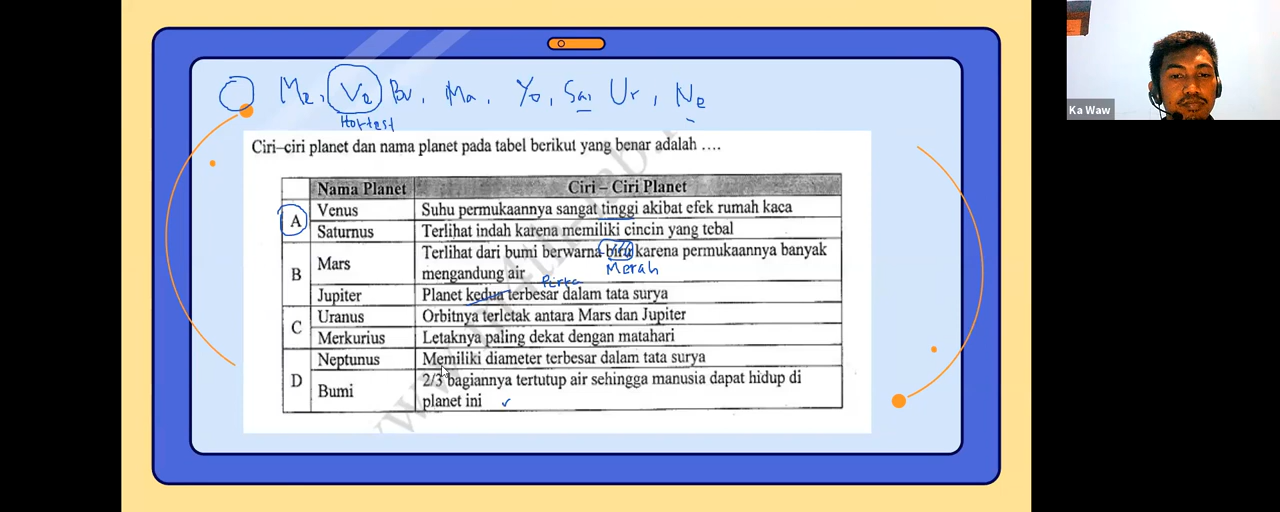 Me, Ve, Bu, Ma, Yu, Sa, Ur, Ne
Hottest
Ciri–ciri planet dan nama planet pada tabel berikut yang benar adalah ….
Nama Planet Ciri – Ciri Planet
A Venus Suhu permukaannya sangat tinggi akibat efek rumah kaca
Saturnus Terlihat indah karena memiliki cincin yang tebal
B Mars Terlihat dari bumi berwarna biru karena permukaannya banyak
mengandung air
Merah
Jupiter Planet kedua terbesar dalam tata surya
C Uranus Orbitnya terletak antara Mars dan Jupiter
Merkurius Letaknya paling dekat dengan matahari
D Neptunus Memiliki diameter terbesar dalam tata surya
Bumi 2/3 bagiannya tertutup air sehingga manusia dapat hidup di
planet ini
Ka Waw